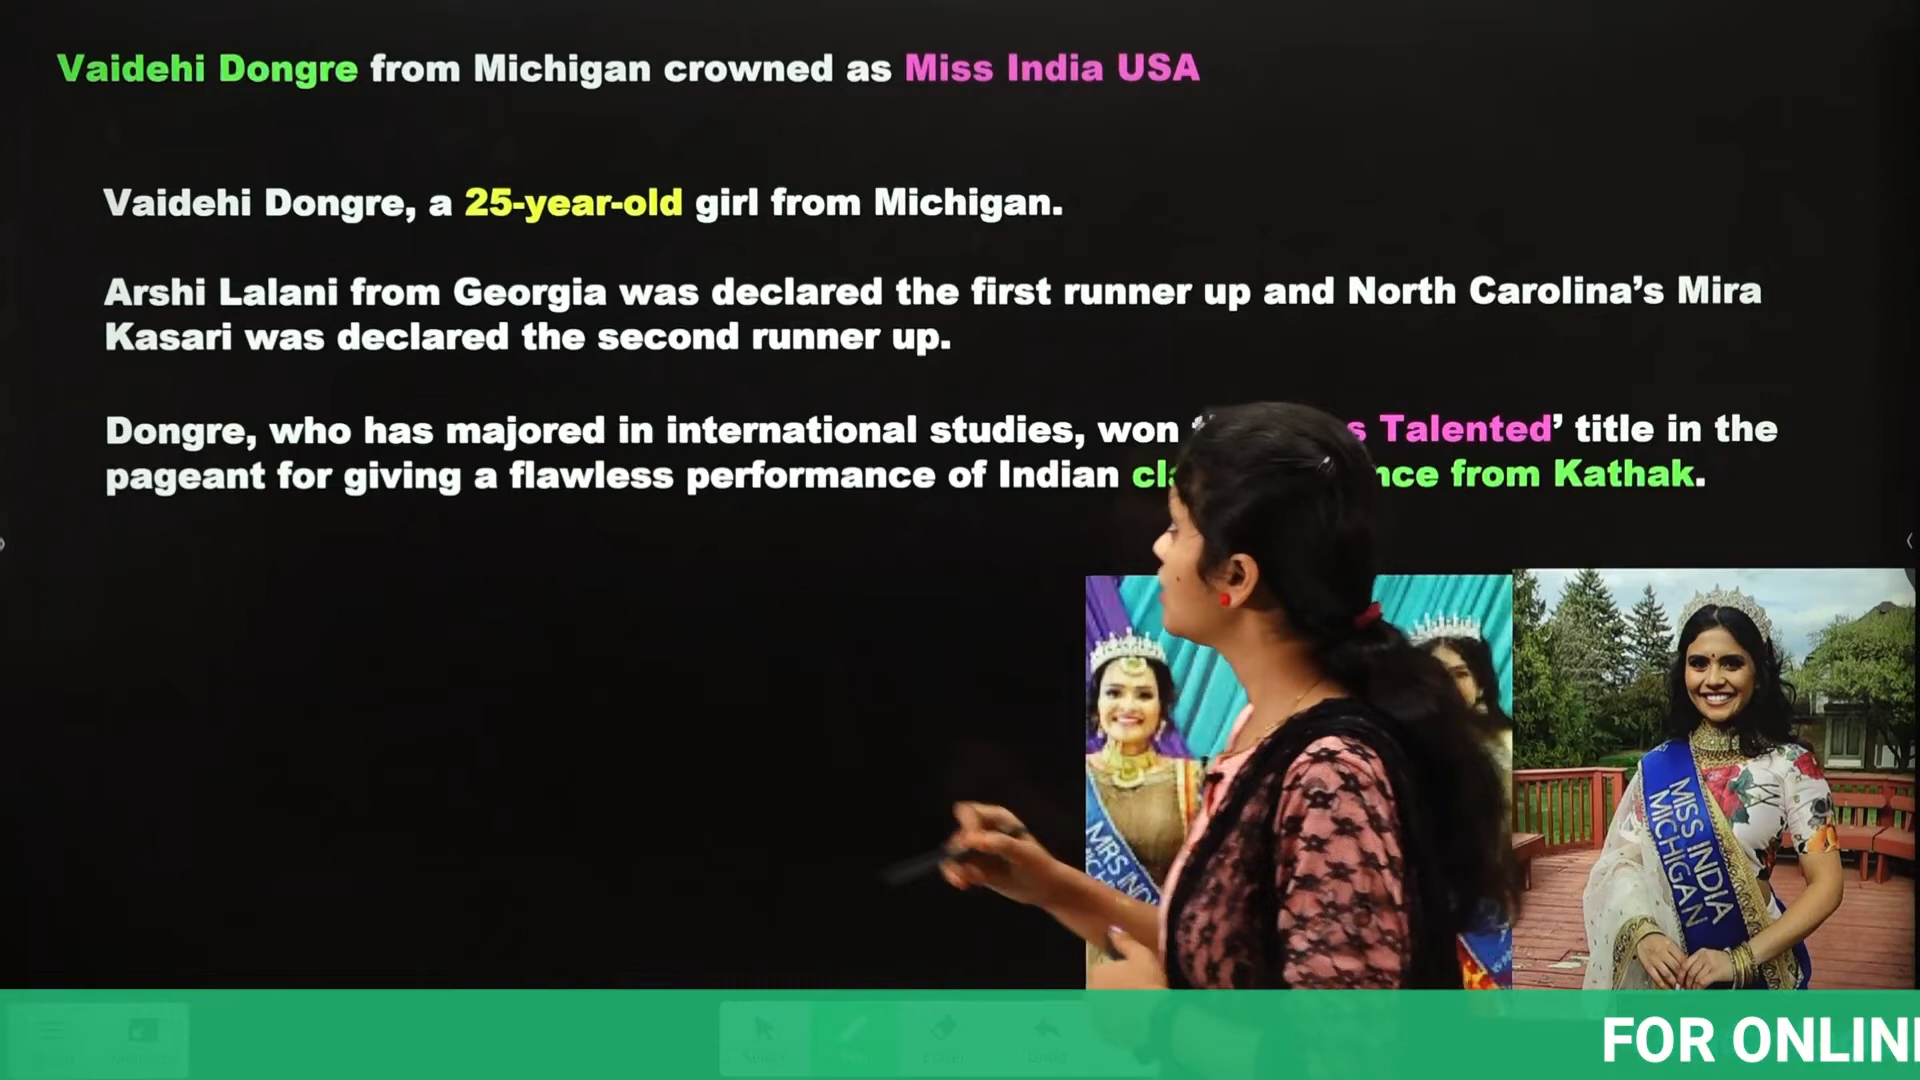 Vaidehi Dongre from Michigan crowned as Miss India USA
Vaidehi Dongre, a 25-year-old girl from Michigan.
Arshi Lalani from Georgia was declared the first runner up and North Carolina’s Mira
Kasari was declared the second runner up.
Dongre, who has majored in international studies, won Talented’ title in the
pageant for giving a flawless performance of Indian from Kathak.
MRS
MISS INDIA
MICHIGAN
FOR ONLIN